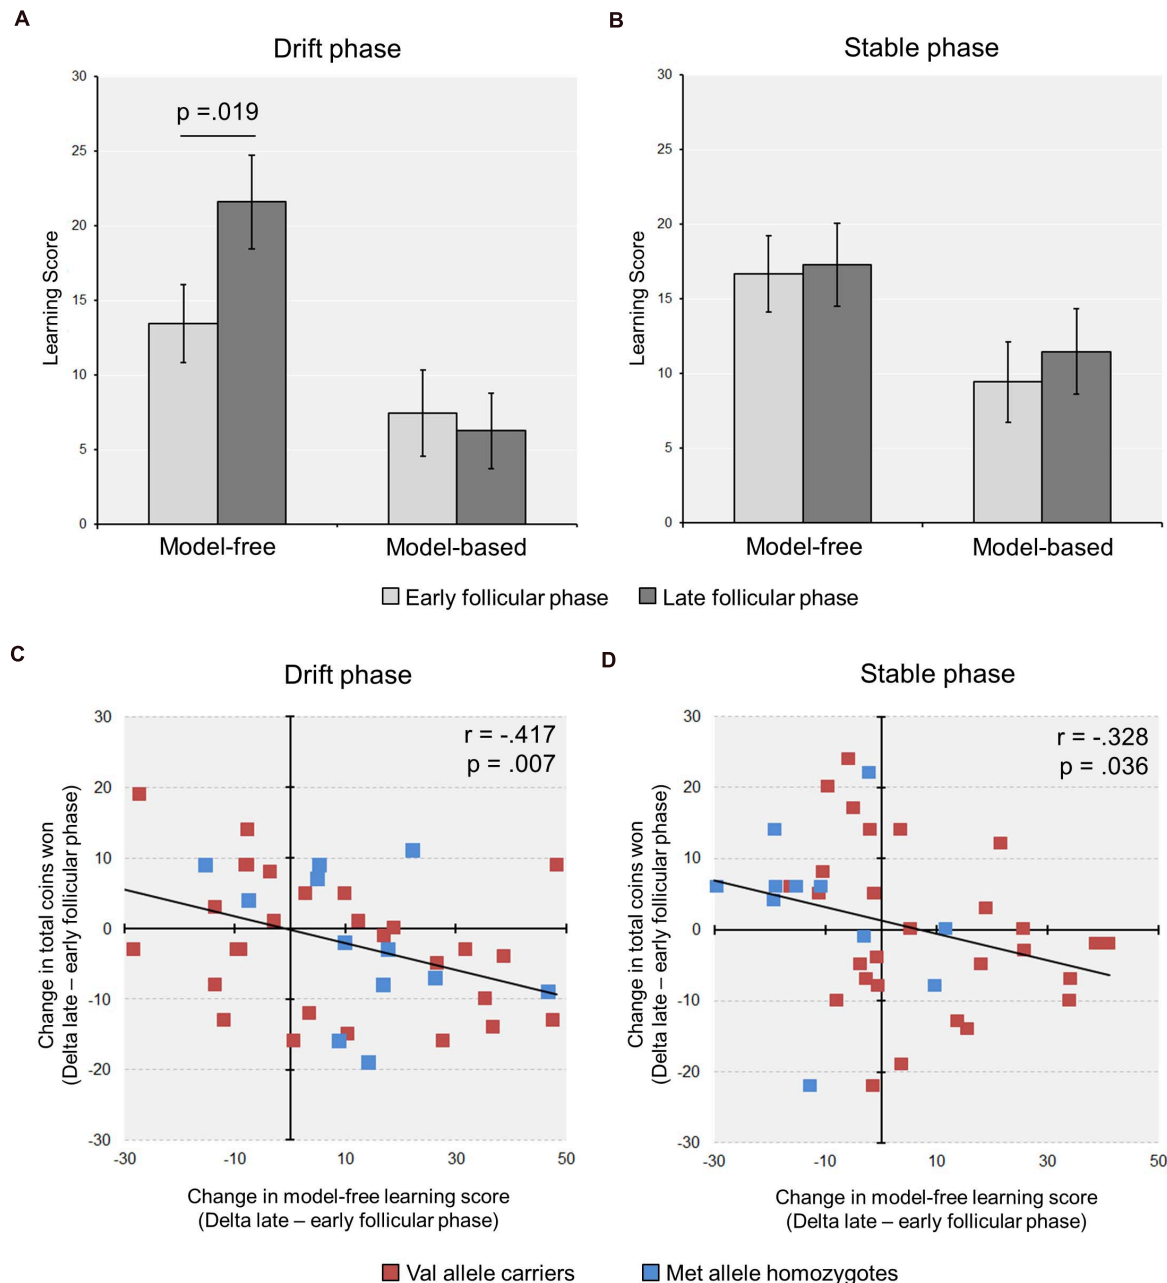 A
Drift phase
30
25
20
15
10
5
0
Learning Score
p =.019
Model-free
Model-based
B
Stable phase
30
25
20
15
10
5
0
Learning Score
Model-free
Model-based
Early follicular phase
Late follicular phase
C
Drift phase
30
20
10
0
-10
-20
-30
Change in total coins won
(Delta late – early follicular phase)
r = -.417
p = .007
-30
-10
10
30
50
Change in model-free learning score
(Delta late – early follicular phase)
D
Stable phase
30
20
10
0
-10
-20
-30
Change in total coins won
(Delta late – early follicular phase)
r = -.328
p = .036
-30
-10
10
30
50
Change in model-free learning score
(Delta late – early follicular phase)
Val allele carriers
Met allele homozygotes